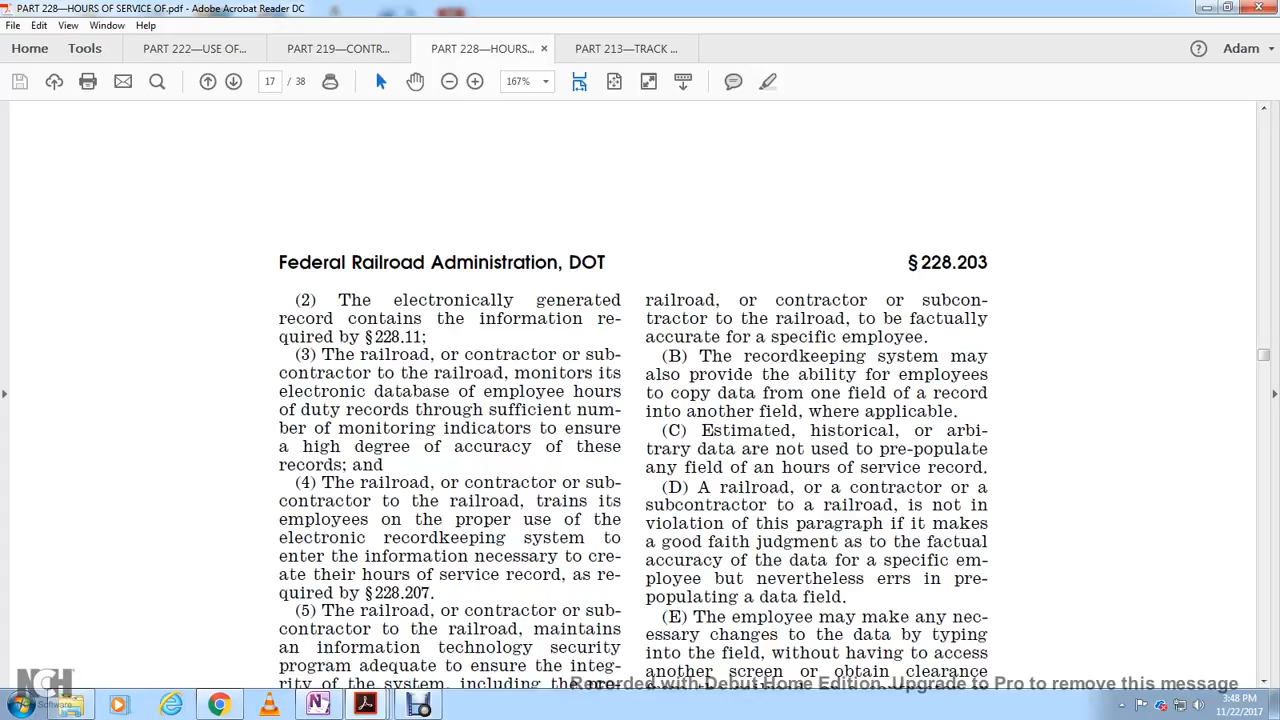 PART 228—HOURS OF SERVICE OF.pdf - Adobe Acrobat Reader DC
File Edit View Window Help
Home Tools PART 222—USE OF... PART 219—CONTR... PART 228—HOURS... × PART 213—TRACK ... Adam
17 / 38 167%
Federal Railroad Administration, DOT
§ 228.203
(2) The electronically generated
record contains the information re-
quired by § 228.11;
(3) The railroad, or contractor or sub-
contractor to the railroad, monitors its
electronic database of employee hours
of duty records through sufficient num-
ber of monitoring indicators to ensure
a high degree of accuracy of these
records; and
(4) The railroad, or contractor or sub-
contractor to the railroad, trains its
employees on the proper use of the
electronic recordkeeping system to
enter the information necessary to cre-
ate their hours of service record, as re-
quired by § 228.207.
(5) The railroad, or contractor or sub-
contractor to the railroad, maintains
an information technology security
program adequate to ensure the integ-
rity of the system, including the pre-
railroad, or contractor or subcon-
tractor to the railroad, to be factually
accurate for a specific employee.
(B) The recordkeeping system may
also provide the ability for employees
to copy data from one field of a record
into another field, where applicable.
(C) Estimated, historical, or arbi-
trary data are not used to pre-populate
any field of an hours of service record.
(D) A railroad, or a contractor or a
subcontractor to a railroad, is not in
violation of this paragraph if it makes
a good faith judgment as to the factual
accuracy of the data for a specific em-
ployee but nevertheless errs in pre-
populating a data field.
(E) The employee may make any nec-
essary changes to the data by typing
into the field, without having to access
another screen or obtain clearance
Recorded with Debut Home Edition. Upgrade to Pro to remove this message
NCH
Software
3:48 PM
11/22/2017